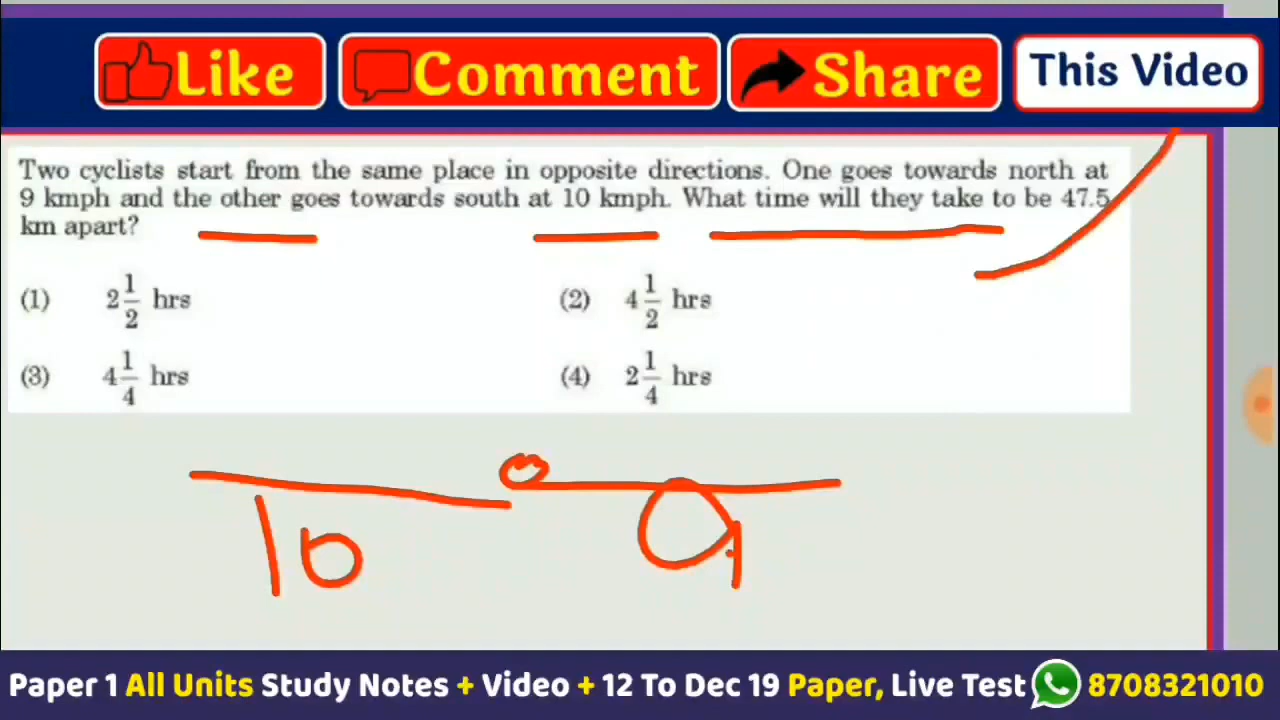 Like Comment Share This Video
Two cyclists start from the same place in opposite directions. One goes towards north at
9 kmph and the other goes towards south at 10 kmph. What time will they take to be 47.5
km apart?
(1) 2 1/2 hrs (2) 4 1/2 hrs
(3) 4 1/4 hrs (4) 2 1/4 hrs
10 9
Paper 1 All Units Study Notes + Video + 12 To Dec 19 Paper, Live Test 8708321010